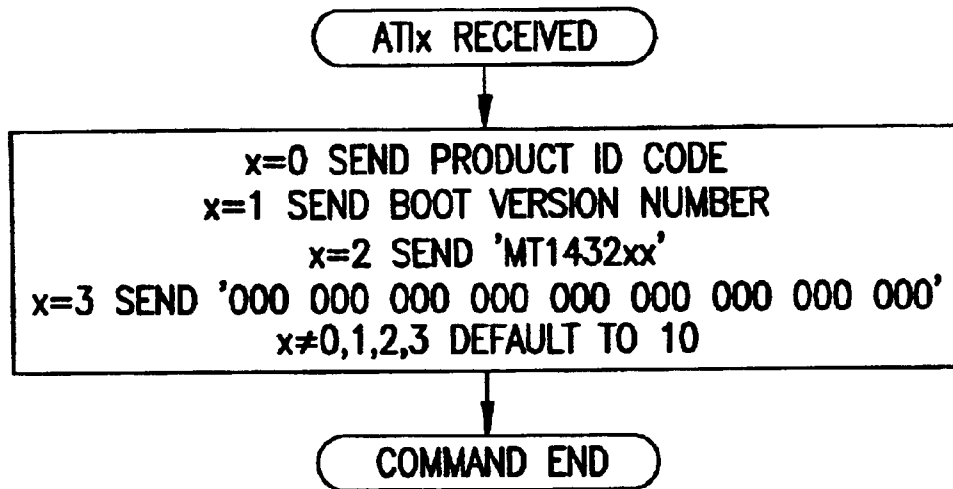 ATIx RECEIVED
x=0 SEND PRODUCT ID CODE
x=1 SEND BOOT VERSION NUMBER
x=2 SEND 'MT1432xx'
x=3 SEND '000 000 000 000 000 000 000 000 000'
x≠0,1,2,3 DEFAULT TO 10
COMMAND END